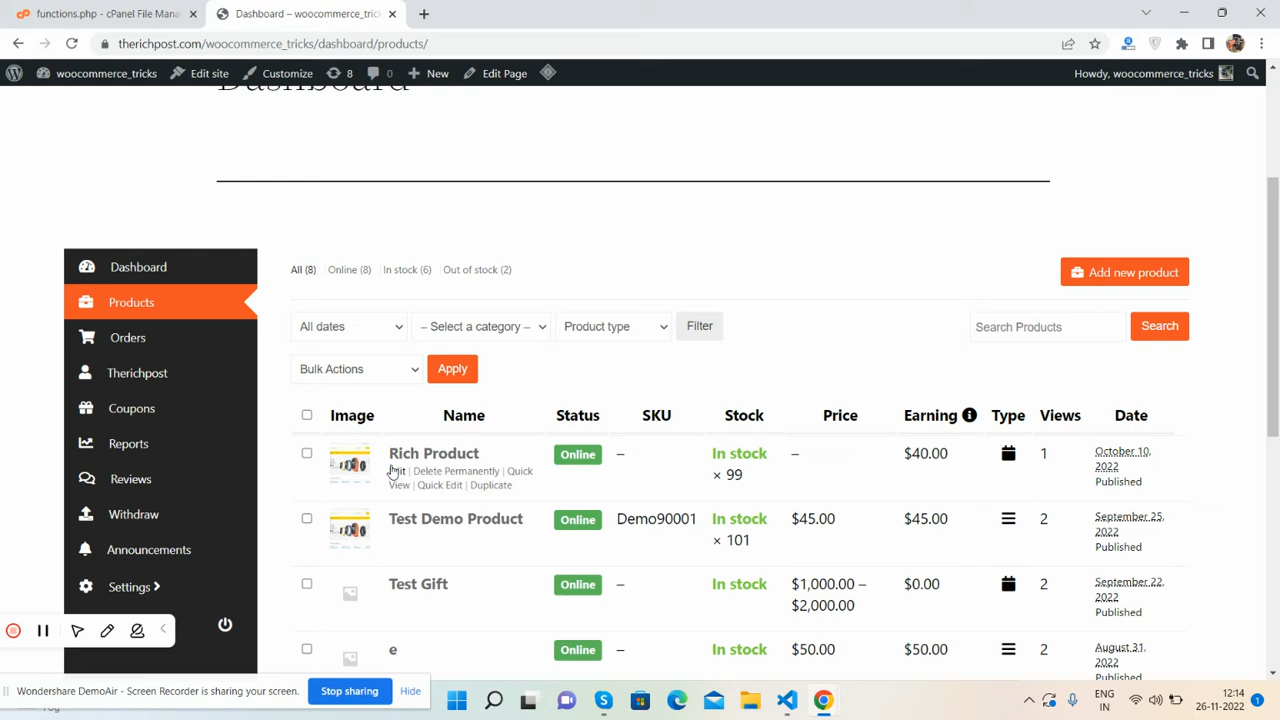 functions.php - cPanel File Mana
Dashboard – woocommerce_tric
therichpost.com/woocommerce_tricks/dashboard/products/
woocommerce_tricks Edit site Customize 8 0 New Edit Page Howdy, woocommerce_tricks
Dashboard
Dashboard
Products
Orders
Therichpost
Coupons
Reports
Reviews
Withdraw
Announcements
Settings
All (8) Online (8) In stock (6) Out of stock (2)
Add new product
All dates – Select a category – Product type Filter Search Products Search
Bulk Actions Apply
Image Name Status SKU Stock Price Earning Type Views Date
Rich Product Online – In stock – $40.00 1 October 10,
2022
× 99
Delete Permanently | Quick
View | Quick Edit | Duplicate
Published
Test Demo Product Online Demo90001 In stock $45.00 $45.00 2 September 25,
2022
× 101
Published
Test Gift Online – In stock $1,000.00 – $0.00 2 September 22,
2022
$2,000.00
Published
e Online – In stock $50.00 $50.00 2 August 31,
2022
Wondershare DemoAir - Screen Recorder is sharing your screen. Stop sharing Hide
ENG
IN
12:14
26-11-2022
1